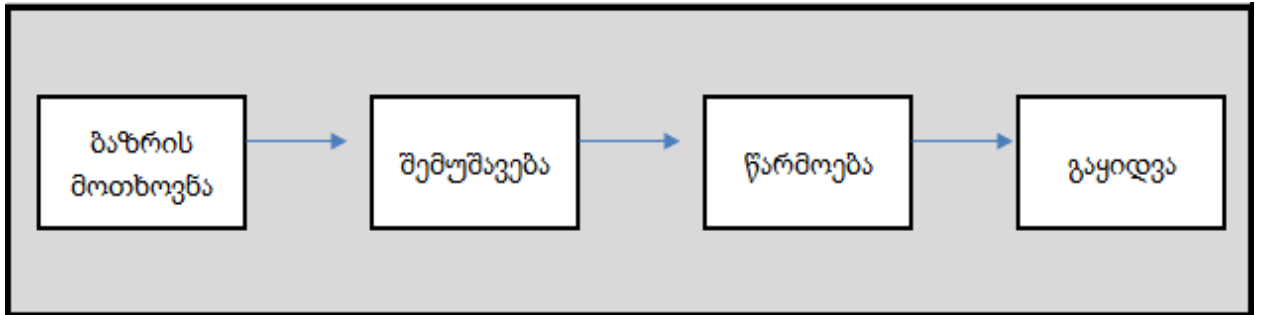 ბაზრის
მოთხოვნა
შემუშავება
წარმოება
გაყიდვა